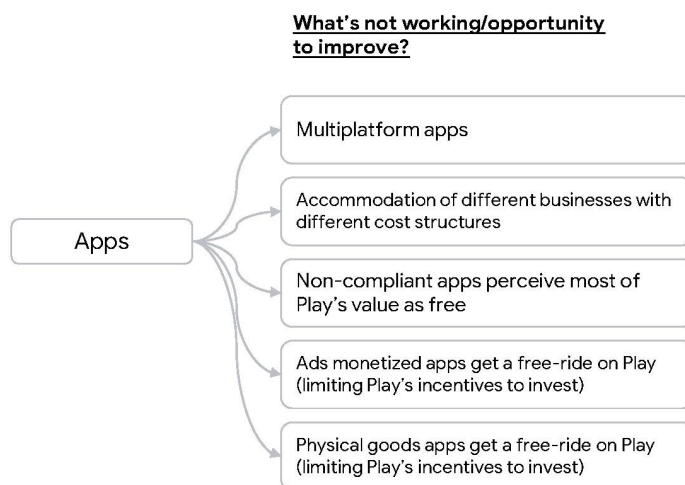 What's not working/opportunity
to improve?
Apps
Multiplatform apps
Accommodation of different businesses with
different cost structures
Non-compliant apps perceive most of
Play's value as free
Ads monetized apps get a free-ride on Play
(limiting Play's incentives to invest)
Physical goods apps get a free-ride on Play
(limiting Play's incentives to invest)